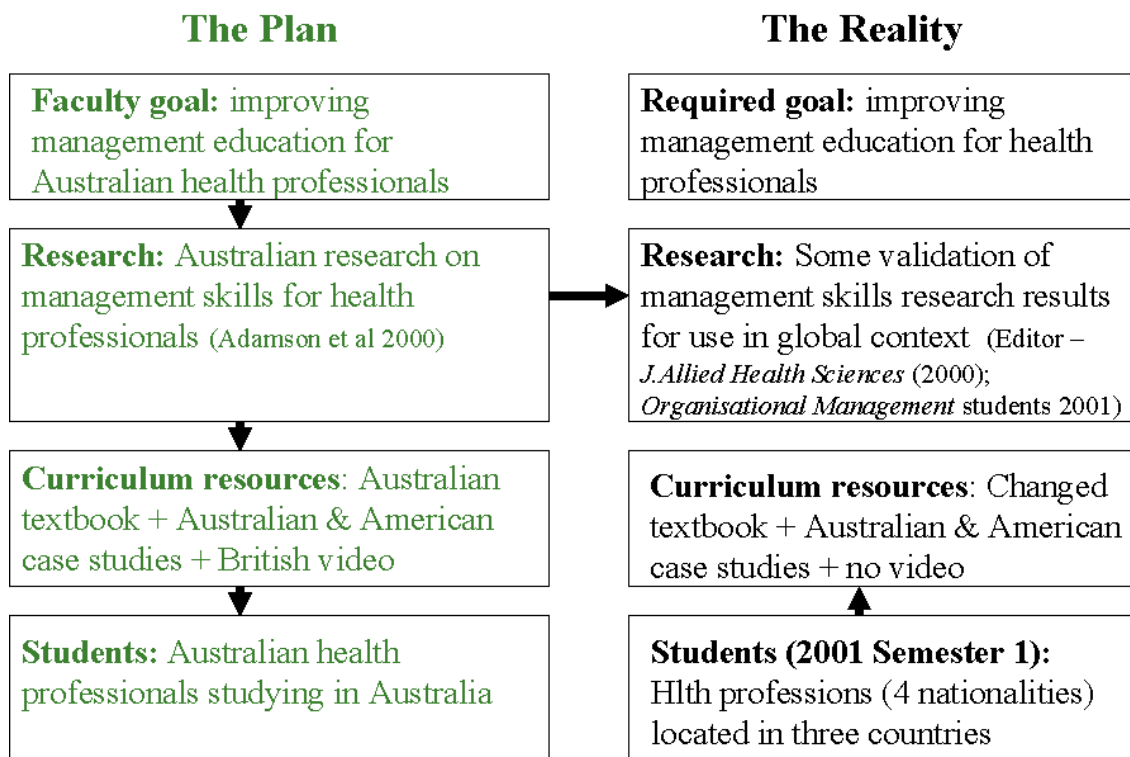 The Plan
Faculty goal: improving
management education for
Australian health professionals
Research: Australian research on
management skills for health
professionals (Adamson et al 2000)
Curriculum resources: Australian
textbook + Australian & American
case studies + British video
Students: Australian health
professionals studying in Australia
The Reality
Required goal: improving
management education for health
professionals
Research: Some validation of
management skills research results
for use in global context (Editor –
J.Allied Health Sciences (2000);
Organisational Management students 2001)
Curriculum resources: Changed
textbook + Australian & American
case studies + no video
Students (2001 Semester 1):
Hlth professions (4 nationalities)
located in three countries